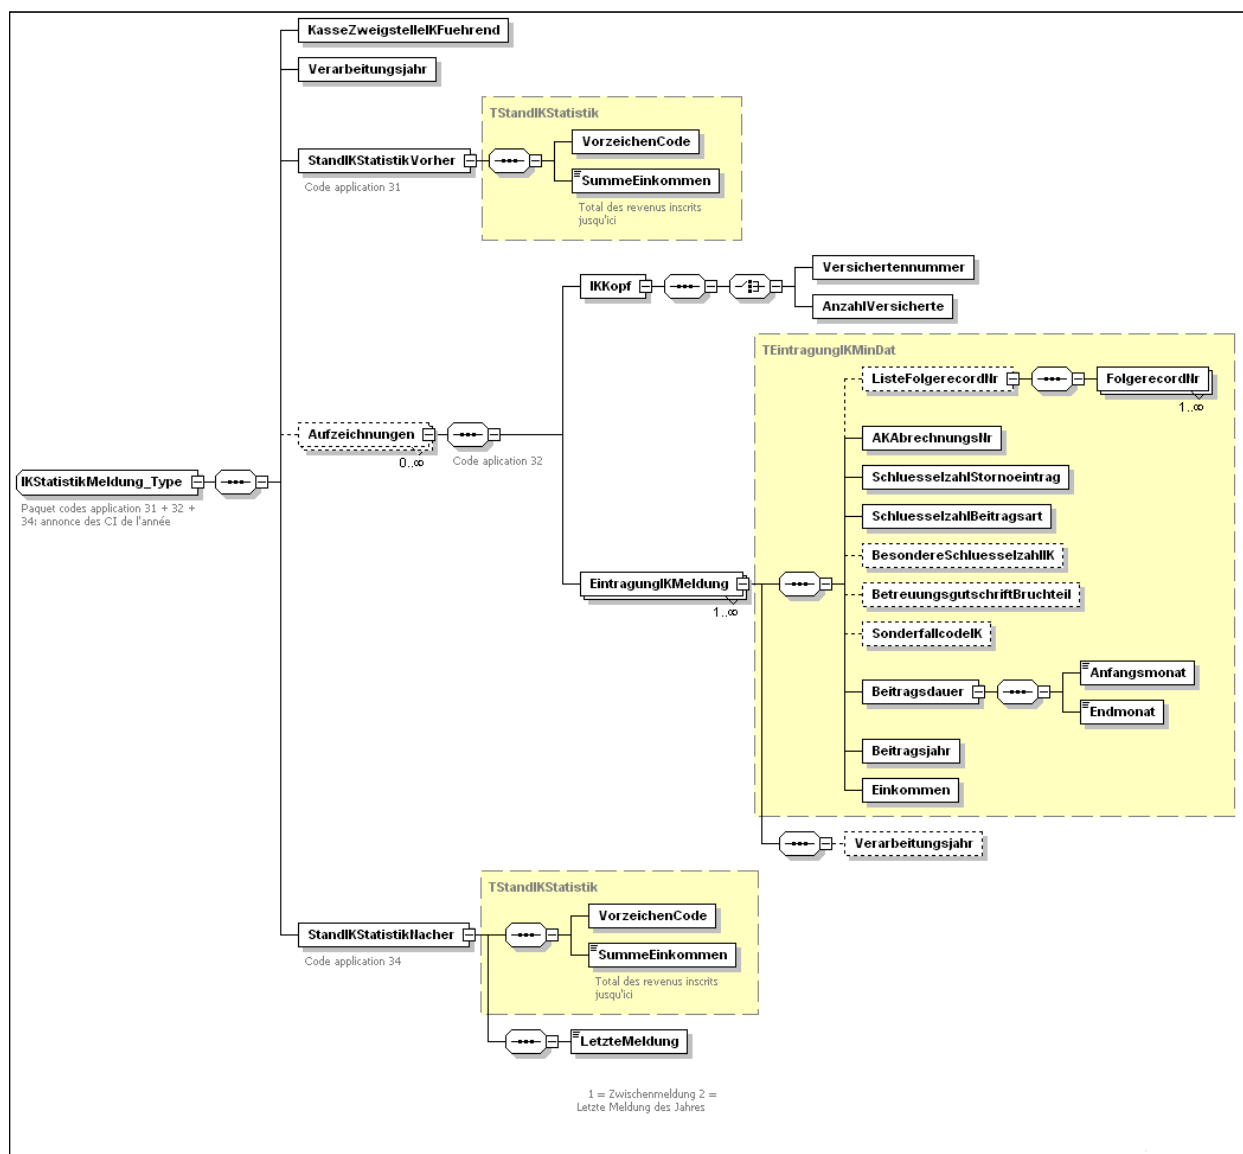 KasseZweigstelleIKFuehrend
Verarbeitungsjahr
TStandIKStatistik
VorzeichenCode
StandIKStatistikVorher
SummeEinkommen
Code application 31
Total des revenus inscrits
jusqu'ici
Versichertennummer
IKKopf
AnzahlVersicherte
TEintragungIKMinDat
ListeFolgerecordNr
FolgerecordNr
1..∞
Aufzeichnungen
0..∞
Code aplication 32
AKAbrechnungsNr
IKStatistikMeldung_Type
Paquet codes application 31 + 32 +
34: annonce des CI de l'année
SchluesselzahlStornoeintrag
SchluesselzahlBeitragsart
BesondereSchluesselzahlIK
EintragungIKMeldung
1..∞
BetreuungsgutschriftBruchteil
SonderfallcodeIK
Anfangsmonat
Beitragsdauer
Endmonat
Beitragsjahr
Einkommen
Verarbeitungsjahr
TStandIKStatistik
VorzeichenCode
StandIKStatistikNacher
SummeEinkommen
Code application 34
Total des revenus inscrits
jusqu'ici
LetzteMeldung
1 = Zwischenmeldung 2 =
Letzte Meldung des Jahres